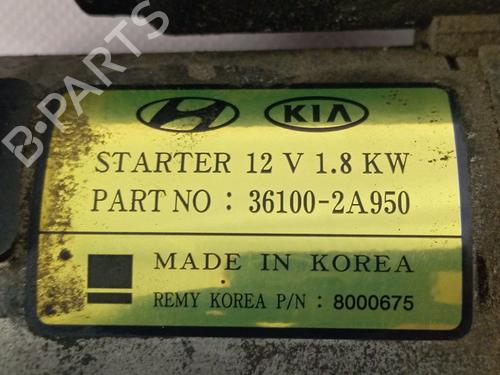 KIA
STARTER 12 V 1.8 KW
PART NO : 36100-2A950
MADE IN KOREA
REMY KOREA P/N : 8000675
B-PARTS